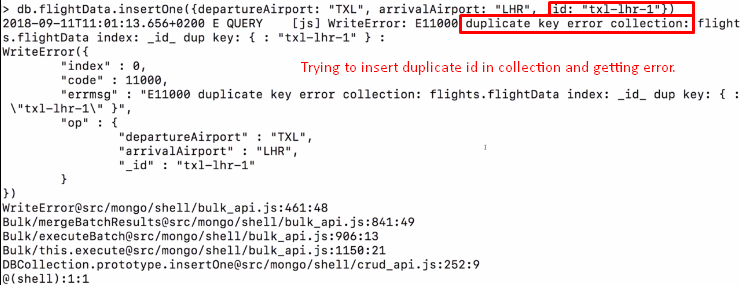 > db.flightData.insertOne({departureAirport: "TXL", arrivalAirport: "LHR", _id: "txl-lhr-1"})
2018-09-11T11:01:13.656+0200 E QUERY    [js] WriteError: E11000 duplicate key error collection: flight
s.flightData index: _id_ dup key: { : "txl-lhr-1" } :
WriteError({
"index" : 0,
Trying to insert duplicate id in collection and getting error.
"code" : 11000,
"errmsg" : "E11000 duplicate key error collection: flights.flightData index: _id_ dup key: { :
\"txl-lhr-1\" }",
"op" : {
"departureAirport" : "TXL",
"arrivalAirport" : "LHR",
"_id" : "txl-lhr-1"
}
})
WriteError@src/mongo/shell/bulk_api.js:461:48
Bulk/mergeBatchResults@src/mongo/shell/bulk_api.js:841:49
Bulk/executeBatch@src/mongo/shell/bulk_api.js:906:13
Bulk/this.execute@src/mongo/shell/bulk_api.js:1150:21
DBCollection.prototype.insertOne@src/mongo/shell/crud_api.js:252:9
@(shell):1:1